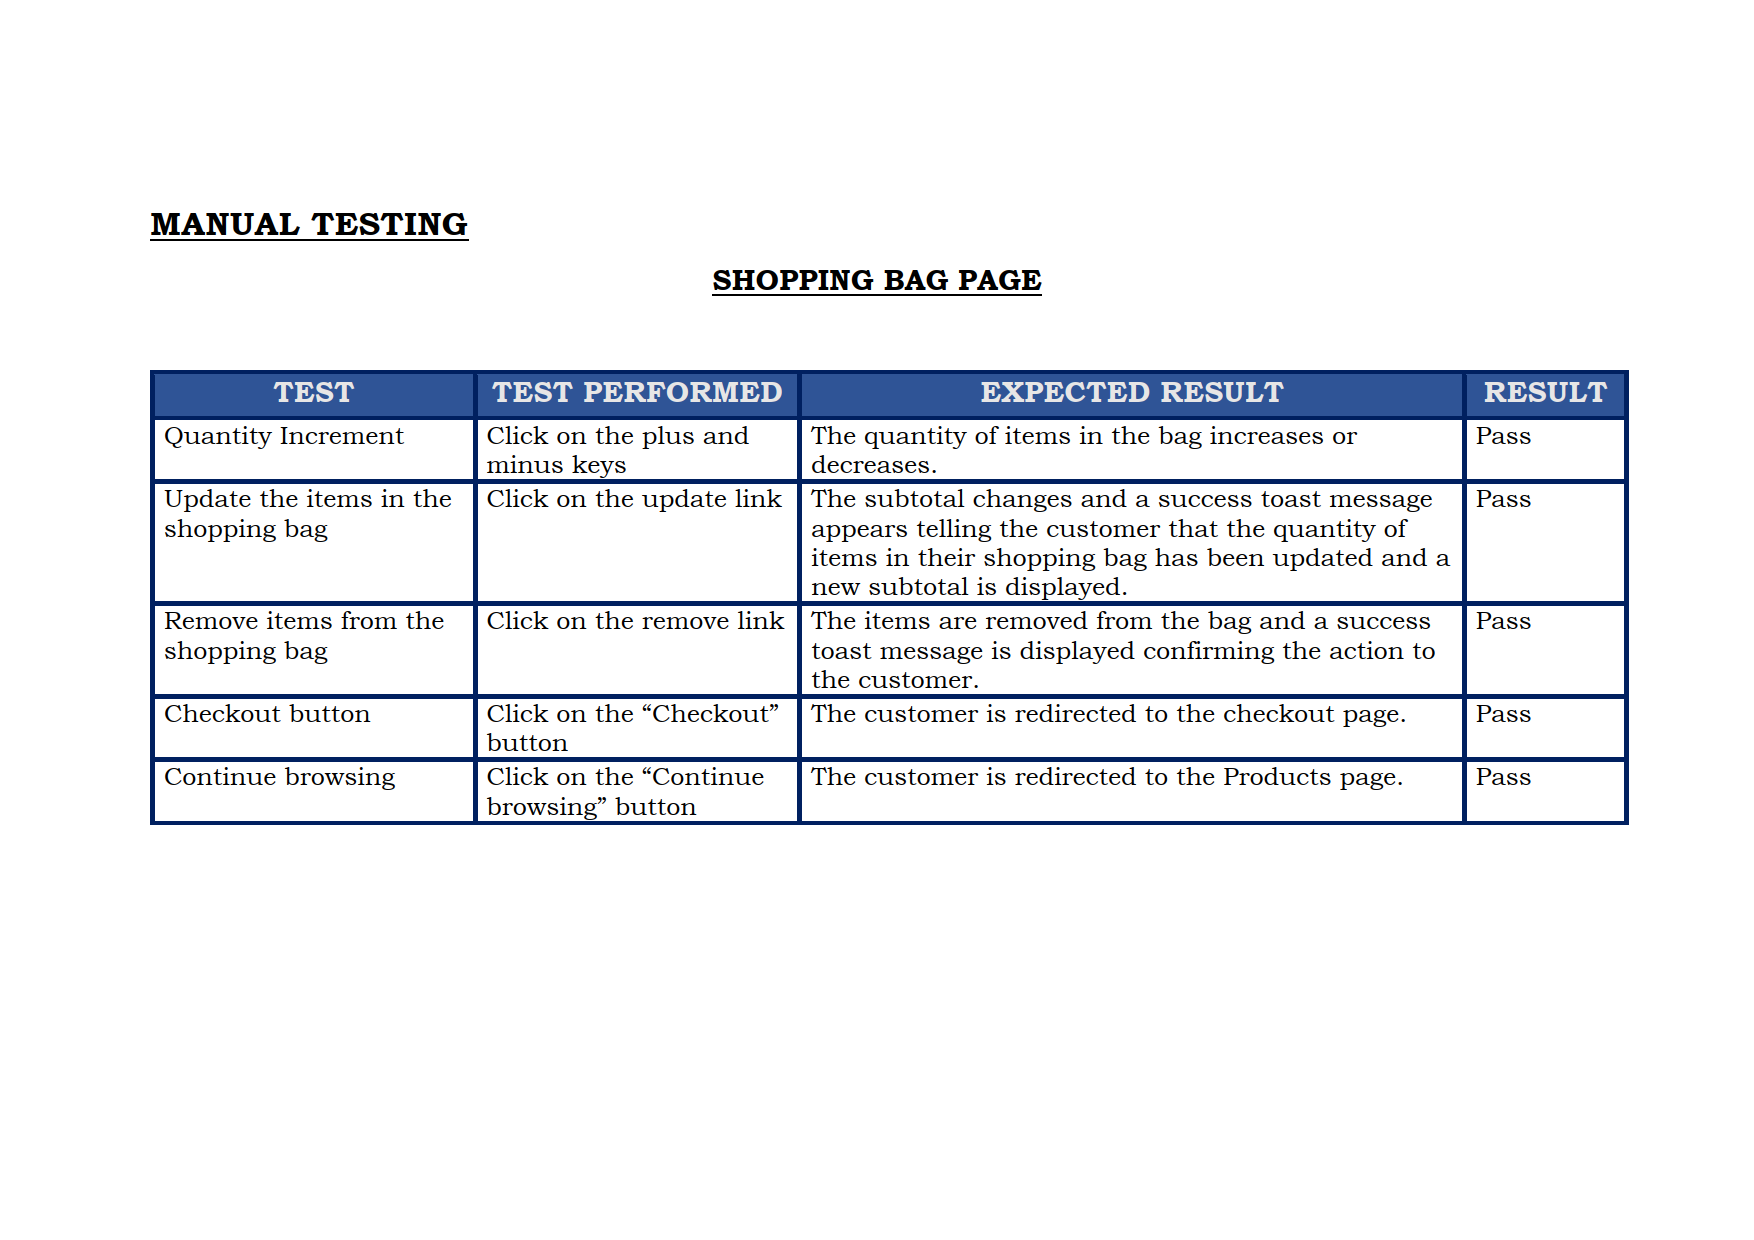 MANUAL TESTING
SHOPPING BAG PAGE
TEST TEST PERFORMED EXPECTED RESULT RESULT
Quantity Increment
Click on the plus and
minus keys
The quantity of items in the bag increases or
decreases.
Pass
Update the items in the
shopping bag
Click on the update link
The subtotal changes and a success toast message
appears telling the customer that the quantity of
items in their shopping bag has been updated and a
new subtotal is displayed.
Pass
Remove items from the
shopping bag
Click on the remove link
The items are removed from the bag and a success
toast message is displayed confirming the action to
the customer.
Pass
Checkout button
Click on the “Checkout”
button
The customer is redirected to the checkout page.
Pass
Continue browsing
Click on the “Continue
browsing” button
The customer is redirected to the Products page.
Pass